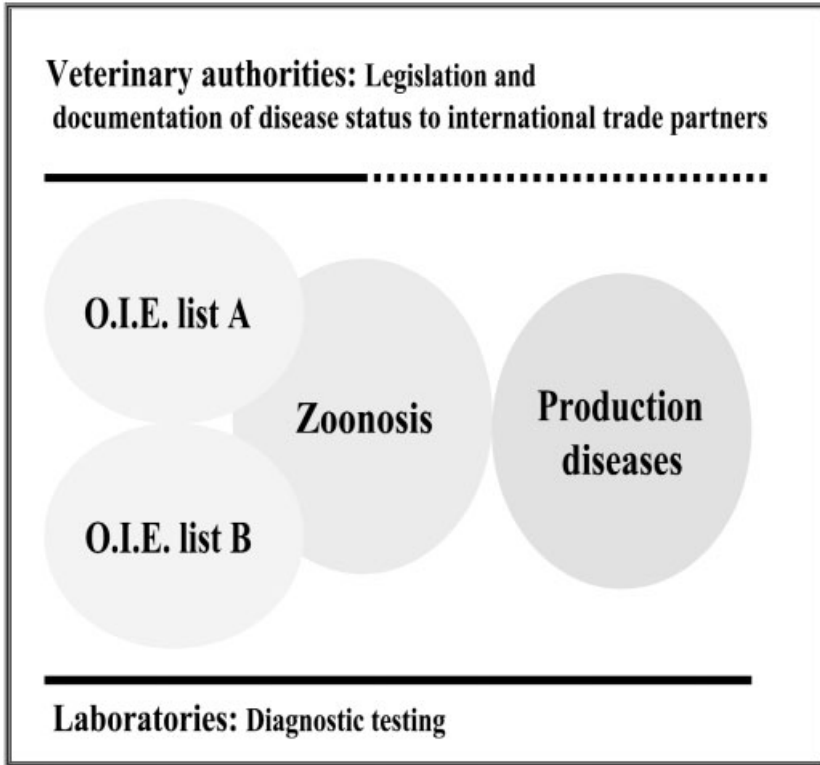 Veterinary authorities: Legislation and
documentation of disease status to international trade partners
O.I.E. list A
Zoonosis
Production
diseases
O.I.E. list B
Laboratories: Diagnostic testing